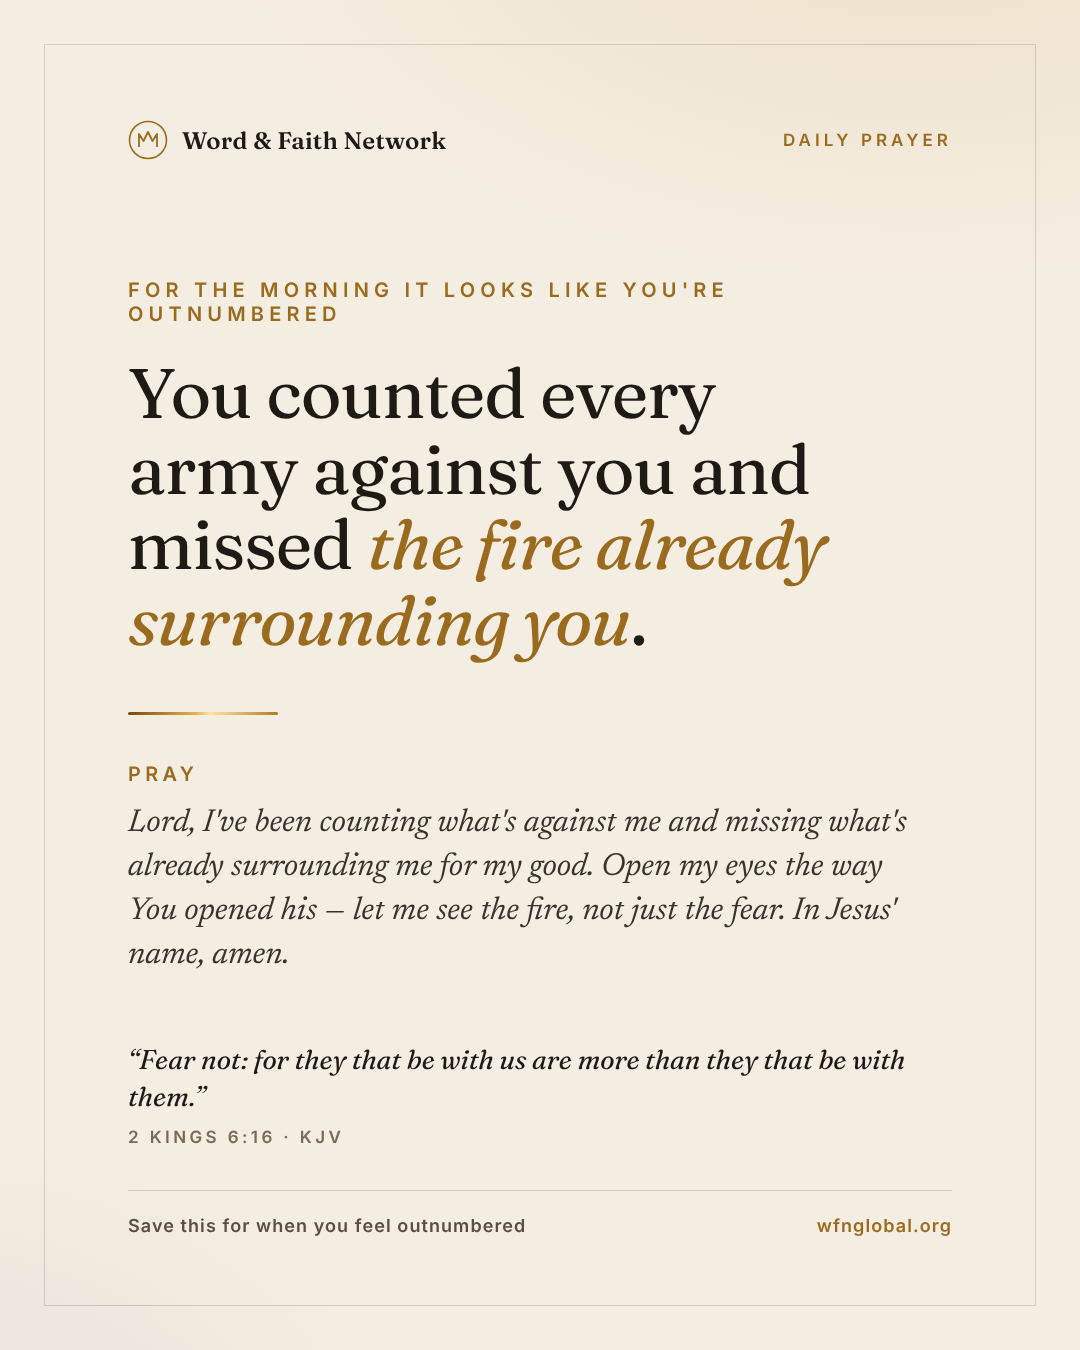 Word & Faith Network
DAILY PRAYER
FOR THE MORNING IT LOOKS LIKE YOU'RE
OUTNUMBERED
You counted every
army against you and
missed the fire already
surrounding you.
PRAY
Lord, I've been counting what's against me and missing what's
already surrounding me for my good. Open my eyes the way
You opened his – let me see the fire, not just the fear. In Jesus'
name, amen.
“Fear not: for they that be with us are more than they that be with
them.”
2 KINGS 6:16 · KJV
Save this for when you feel outnumbered
wfnglobal.org